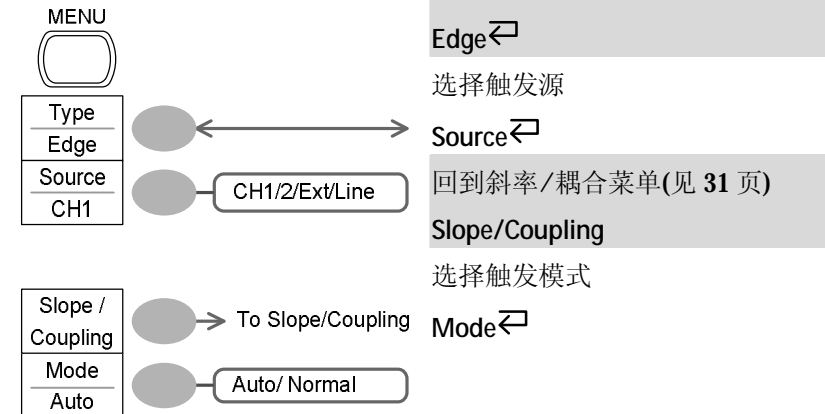 MENU
Type
Edge
Source
CH1
CH1/2/Ext/Line
Slope /
Coupling
To Slope/Coupling
Mode
Auto
Auto/ Normal
Edge
选择触发源
Source
回到斜率/耦合菜单(见 31 页)
Slope/Coupling
选择触发模式
Mode